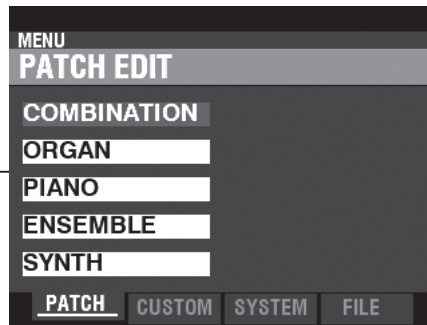 MENU
PATCH EDIT
COMBINATION
ORGAN
PIANO
ENSEMBLE
SYNTH
PATCH CUSTOM SYSTEM FILE